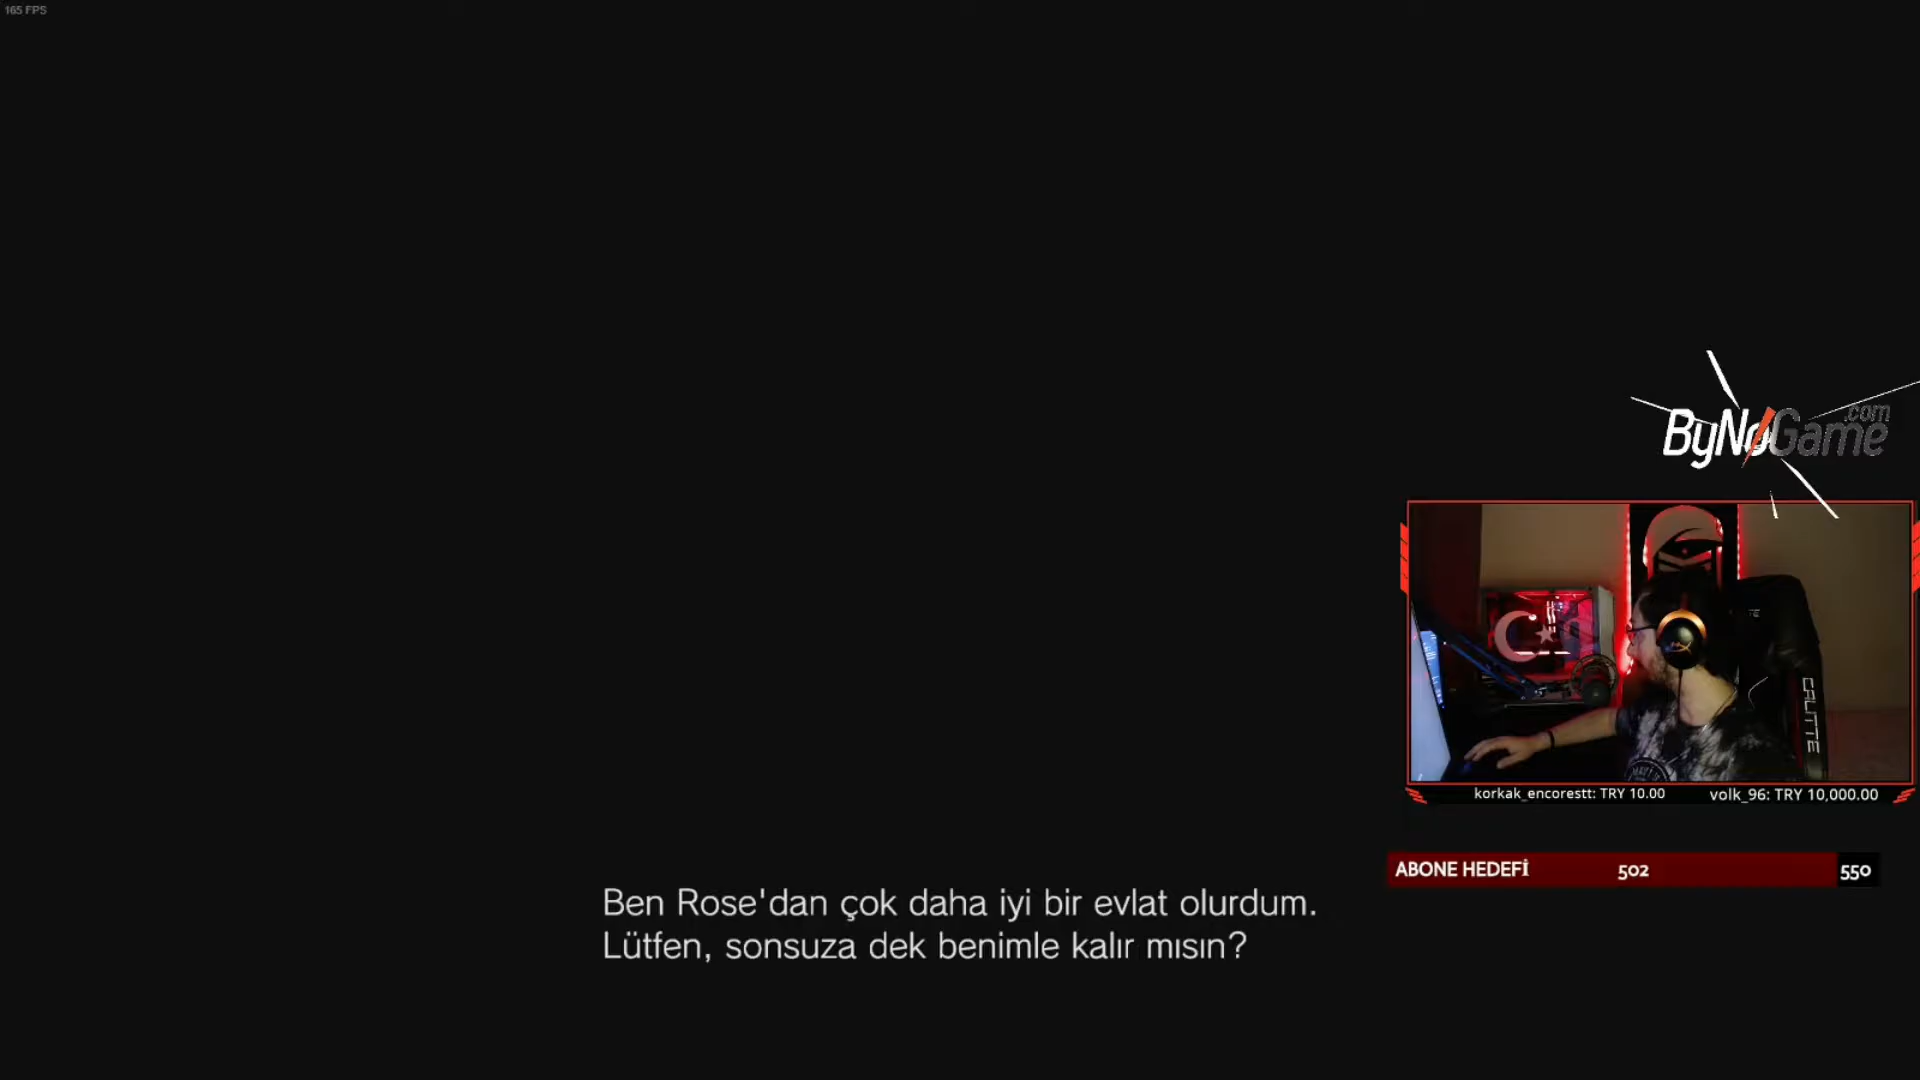 165 FPS
ByNoGame
.com
CALITTE
korkak_encorestt: TRY 10.00
volk_96: TRY 10,000.00
ABONE HEDEFİ 502 550
Ben Rose'dan çok daha iyi bir evlat olurdum.
Lütfen, sonsuza dek benimle kalır mısın?